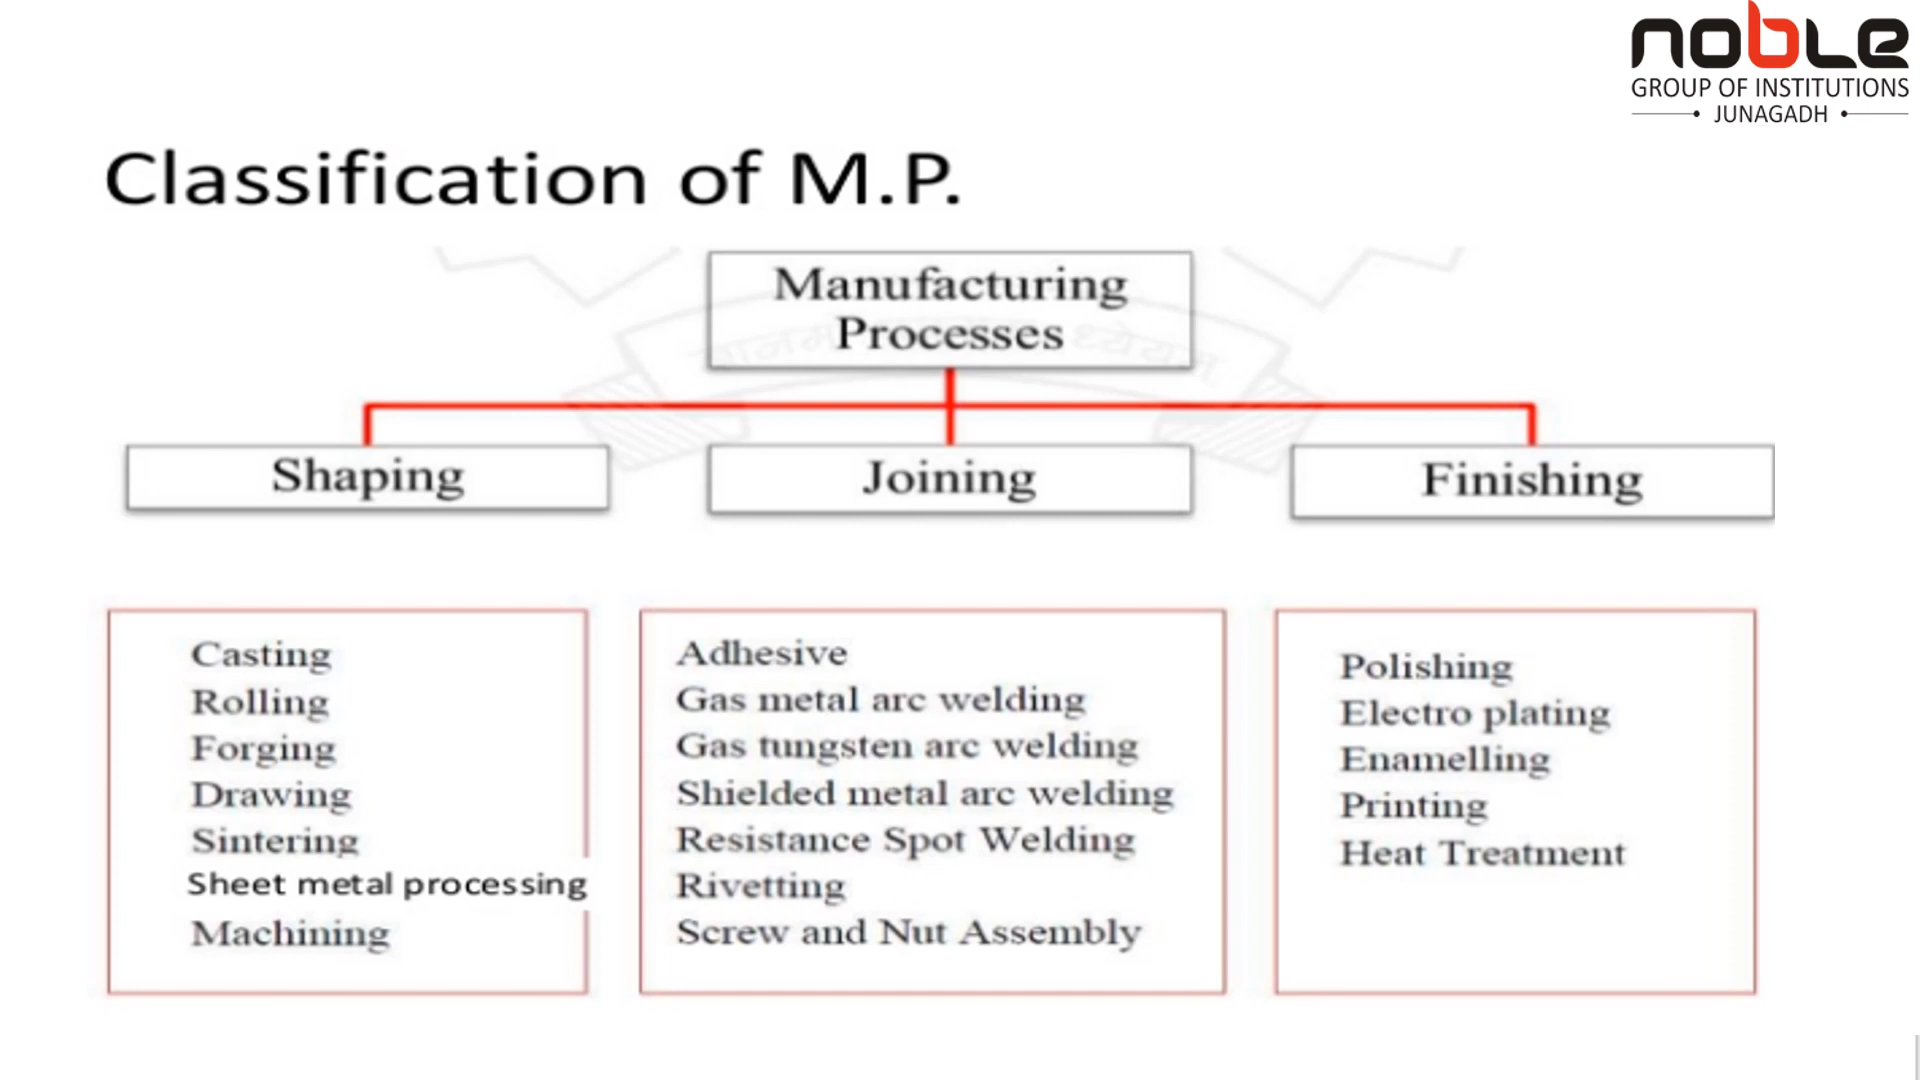 noble
GROUP OF INSTITUTIONS
JUNAGADH
Classification of M.P.
Manufacturing
Processes
Shaping
Joining
Finishing
Casting
Rolling
Forging
Drawing
Sintering
Sheet metal processing
Machining
Adhesive
Gas metal arc welding
Gas tungsten arc welding
Shielded metal arc welding
Resistance Spot Welding
Rivetting
Screw and Nut Assembly
Polishing
Electro plating
Enamelling
Printing
Heat Treatment